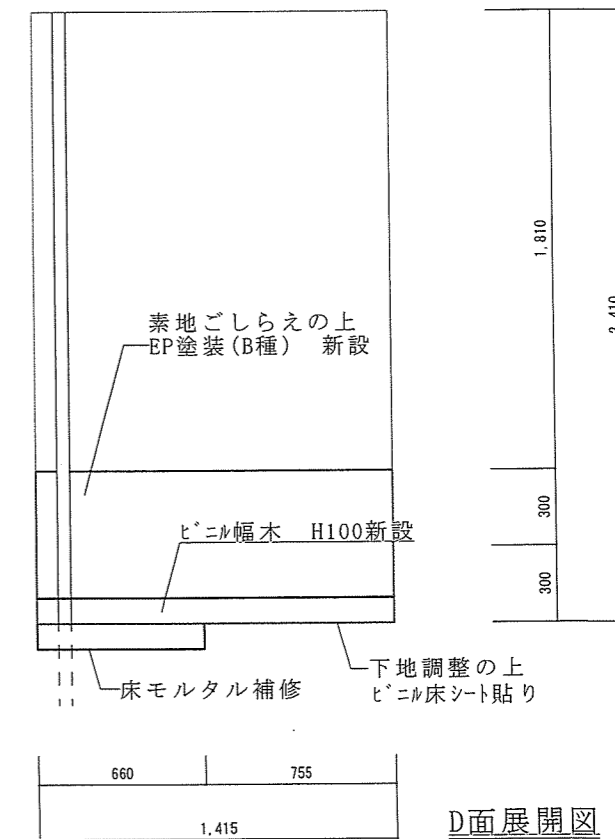 1,810
2,410
素地ごしらえの上
EP塗装(B種) 新設
300
ビニル幅木 H100新設
300
下地調整の上
ビニル床シート貼り
床モルタル補修
660
755
1,415
D面展開図